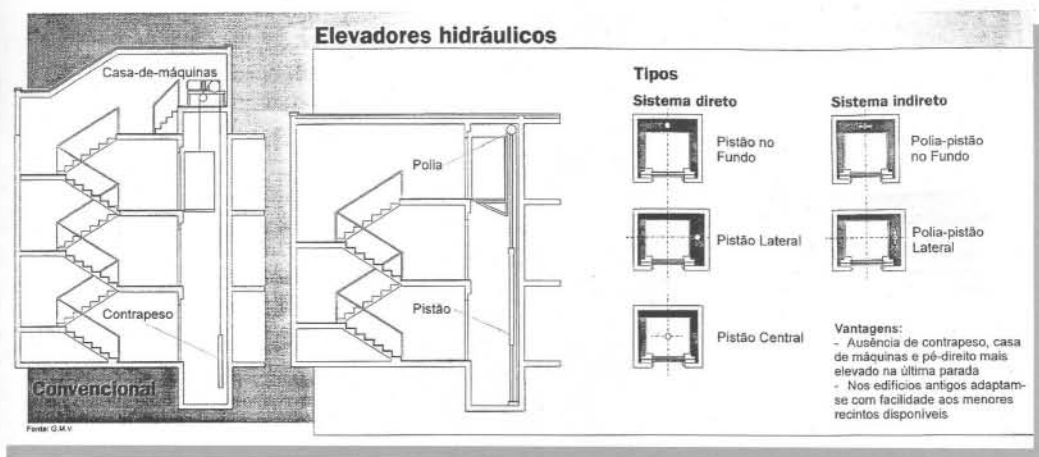 Elevadores hidráulicos
Casa-de-máquinas
Contrapeso
Convencional
Fonte: G.M.V.
Polia
Pistão
Tipos
Sistema direto
Pistão no
Fundo
Pistão Lateral
Pistão Central
Sistema indireto
Polia-pistão
no Fundo
Polia-pistão
Lateral
Vantagens:
- Ausência de contrapeso, casa
de máquinas e pé-direito mais
elevado na última parada
- Nos edifícios antigos adaptam-
se com facilidade aos menores
recintos disponíveis